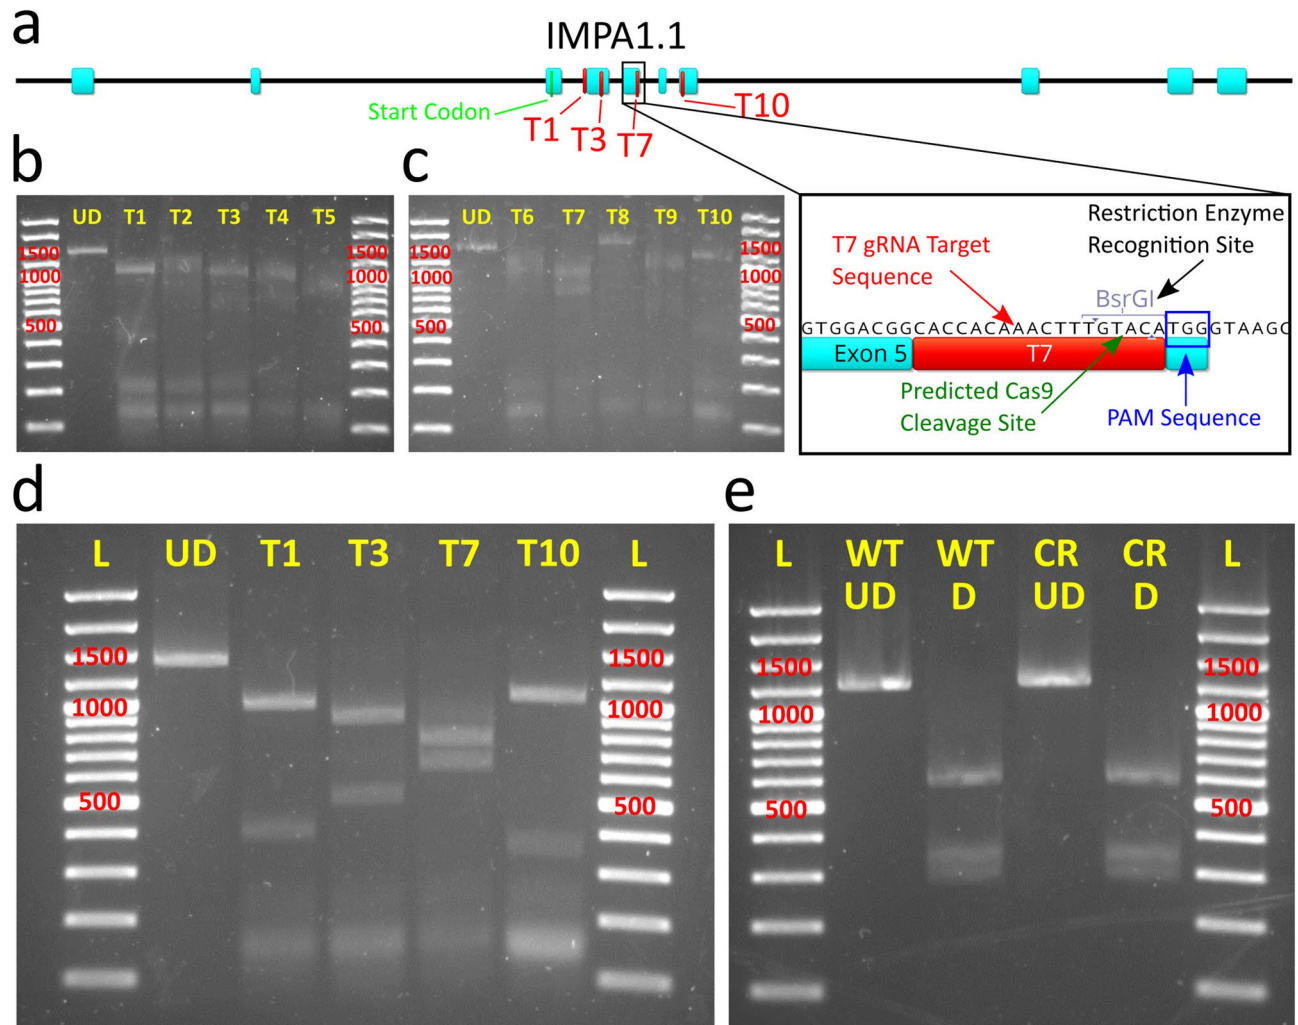 a
IMPA1.1
Start Codon
T1
T3
T7
T10
b
UD T1 T2 T3 T4 T5
1500 1500
1000 1000
500 500
c
UD T6 T7 T8 T9 T10
1500 1500
1000 1000
500 500
Restriction Enzyme
Recognition Site
T7 gRNA Target
Sequence
BsrGI
GTGGACGGCACCACAAACTTTGTACATGGGTAAGC
Exon 5 T7
Predicted Cas9
Cleavage Site
PAM Sequence
d
L UD T1 T3 T7 T10 L
1500 1500
1000 1000
500 500
e
L WT WT CR CR L
UD D UD D
1500 1500
1000 1000
500 500